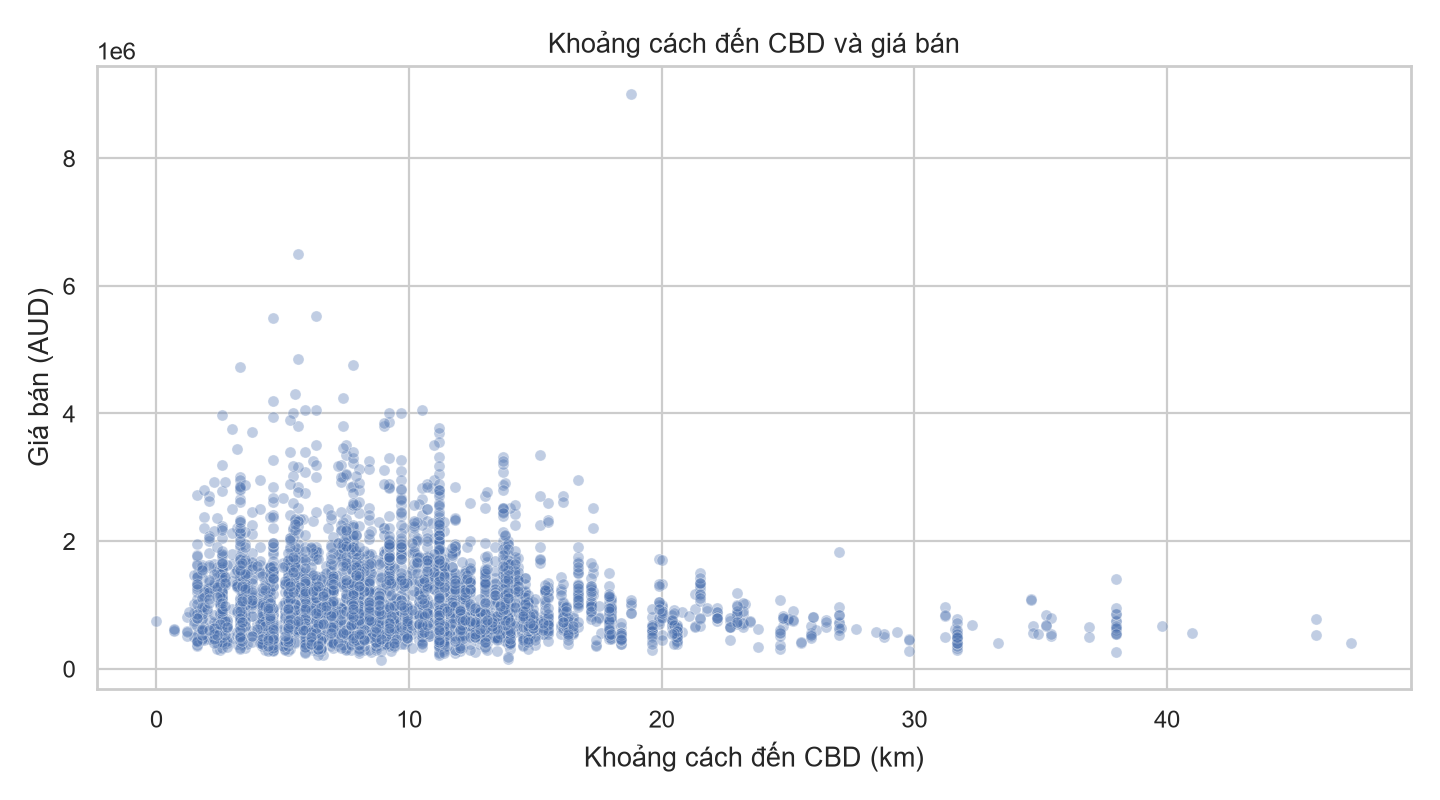 Khoảng cách đến CBD và giá bán
1e6
8
6
4
2
0
Giá bán (AUD)
0 10 20 30 40
Khoảng cách đến CBD (km)